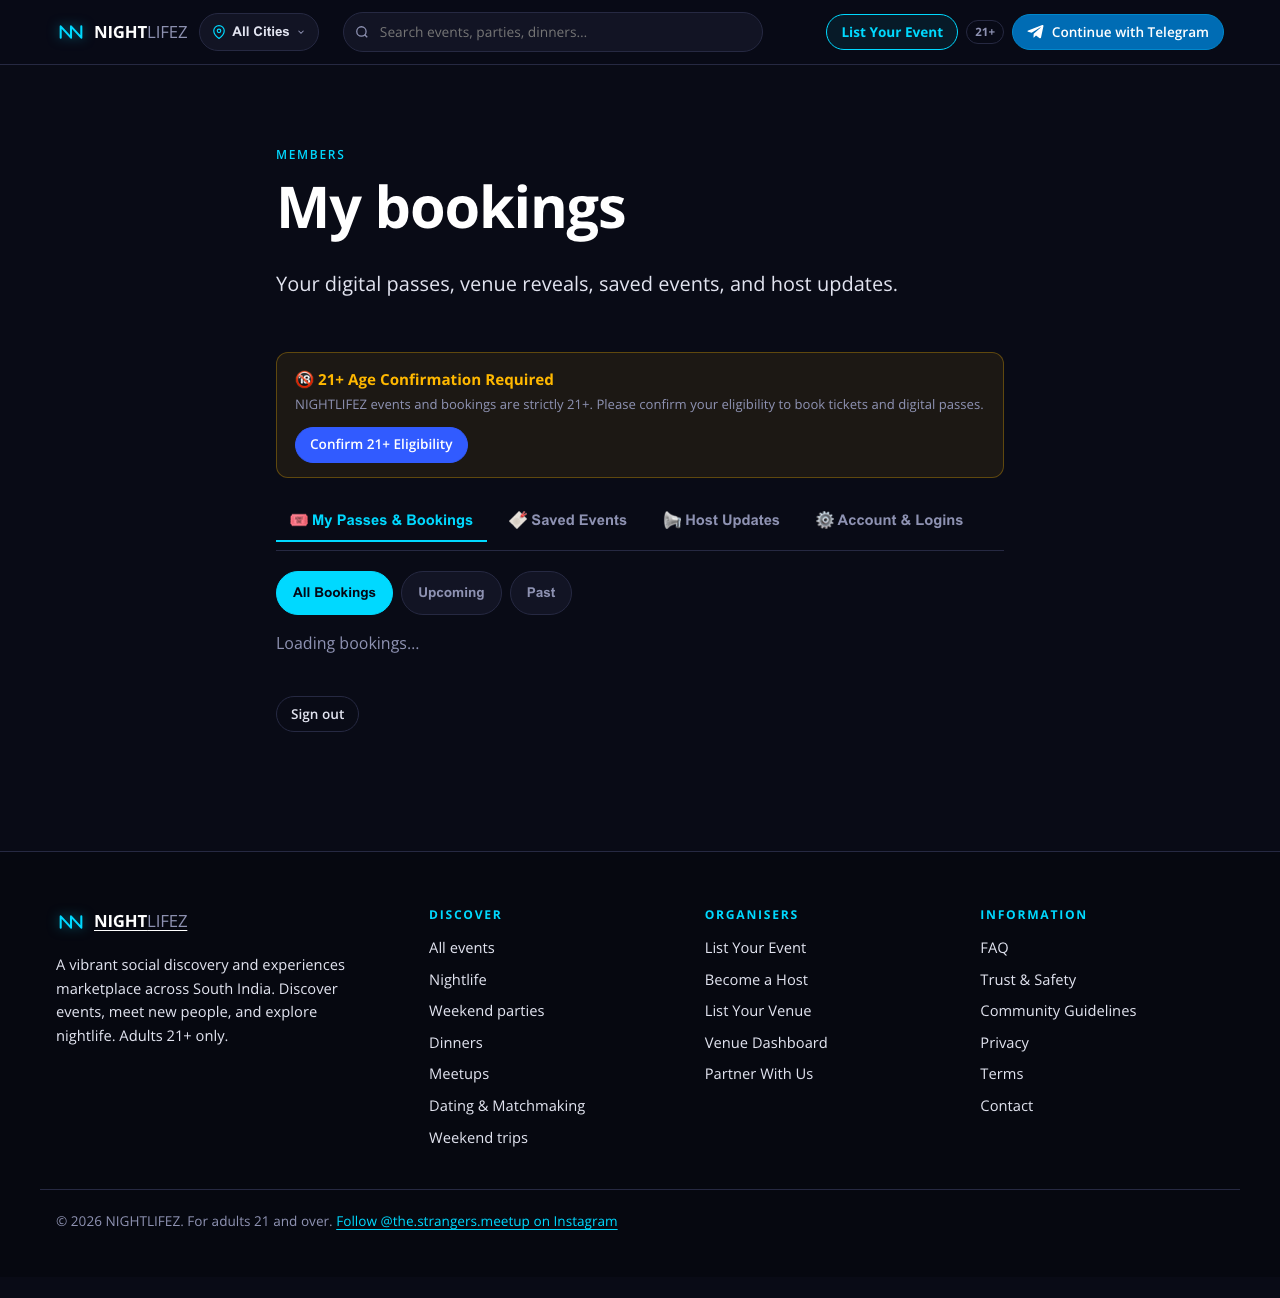 NIGHTLIFEZ
All Cities
Search events, parties, dinners...
List Your Event
21+
Continue with Telegram
MEMBERS
My bookings
Your digital passes, venue reveals, saved events, and host updates.
🔞 21+ Age Confirmation Required
NIGHTLIFEZ events and bookings are strictly 21+. Please confirm your eligibility to book tickets and digital passes.
Confirm 21+ Eligibility
🎟️ My Passes & Bookings
🔖 Saved Events
📢 Host Updates
⚙️ Account & Logins
All Bookings
Upcoming
Past
Loading bookings...
Sign out
NIGHTLIFEZ
A vibrant social discovery and experiences
marketplace across South India. Discover
events, meet new people, and explore
nightlife. Adults 21+ only.
DISCOVER
All events
Nightlife
Weekend parties
Dinners
Meetups
Dating & Matchmaking
Weekend trips
ORGANISERS
List Your Event
Become a Host
List Your Venue
Venue Dashboard
Partner With Us
INFORMATION
FAQ
Trust & Safety
Community Guidelines
Privacy
Terms
Contact
© 2026 NIGHTLIFEZ. For adults 21 and over. Follow @the.strangers.meetup on Instagram